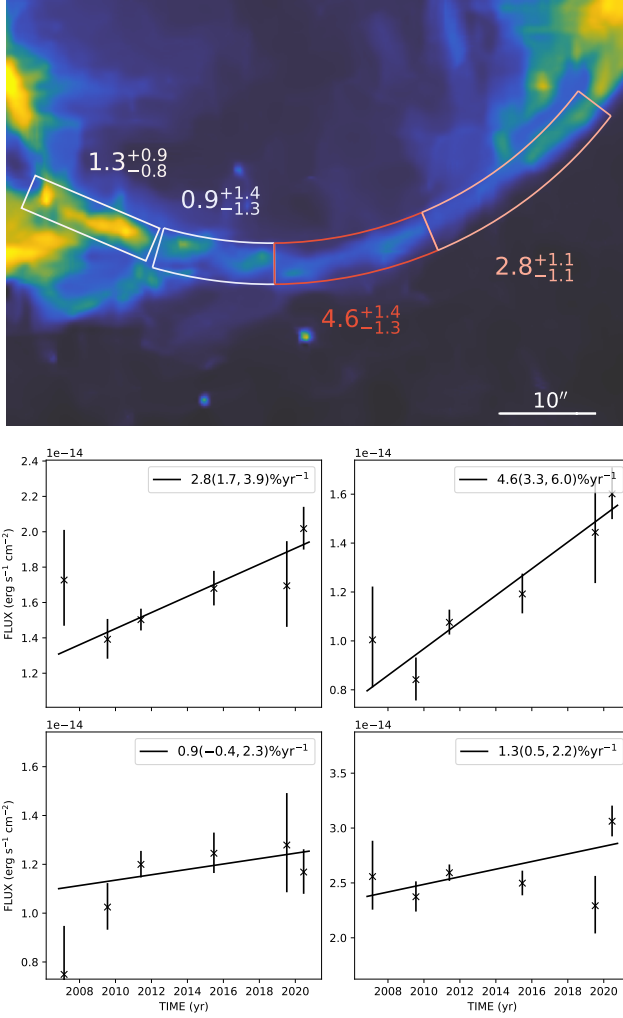 1.3+0.9−0.8
0.9+1.4−1.3
2.8+1.1−1.1
4.6+1.4−1.3
10″
1e−14
2.8(1.7, 3.9)%yr−1
2.4
2.2
2.0
1.8
1.6
1.4
1.2
FLUX (erg s−1 cm−2)
1e−14
4.6(3.3, 6.0)%yr−1
1.6
1.4
1.2
1.0
0.8
1e−14
0.9(−0.4, 2.3)%yr−1
1.6
1.4
1.2
1.0
0.8
FLUX (erg s−1 cm−2)
2008 2010 2012 2014 2016 2018 2020
TIME (yr)
1e−14
1.3(0.5, 2.2)%yr−1
3.5
3.0
2.5
2.0
2008 2010 2012 2014 2016 2018 2020
TIME (yr)